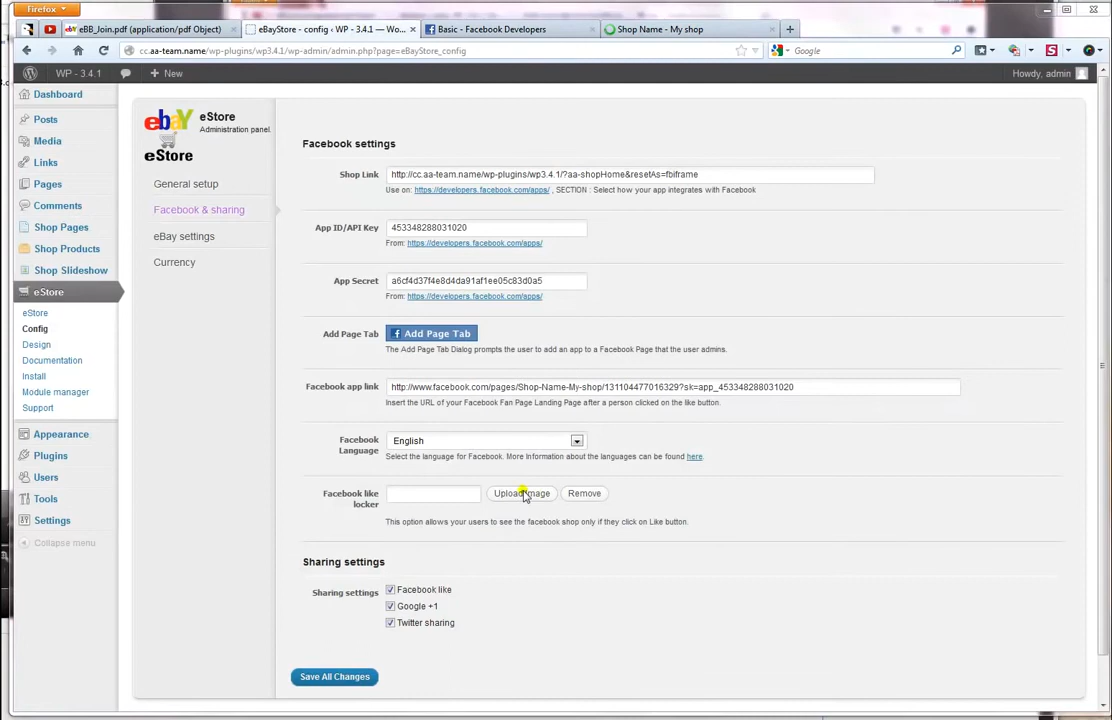 Firefox
eBB_Join.pdf (application/pdf Object)
eBayStore - config ‹ WP - 3.4.1 — Wo...
Basic - Facebook Developers
Shop Name - My shop
cc.aa-team.name/wp-plugins/wp3.4.1/wp-admin/admin.php?page=eBayStore_config
Google
WP - 3.4.1
+ New
Howdy, admin
Dashboard
Posts
Media
Links
Pages
Comments
Shop Pages
Shop Products
Shop Slideshow
eStore
eStore
Config
Design
Documentation
Install
Module manager
Support
Appearance
Plugins
Users
Tools
Settings
Collapse menu
ebaY
eStore
eStore
Administration panel
General setup
Facebook & sharing
eBay settings
Currency
Facebook settings
Shop Link
http://cc.aa-team.name/wp-plugins/wp3.4.1/?aa-shopHome&resetAs=fbiframe
Use on: https://developers.facebook.com/apps/ , SECTION : Select how your app integrates with Facebook
App ID/API Key
453348288031020
From: https://developers.facebook.com/apps/
App Secret
a6cf4d37f4e8d4da91af1ee05c83d0a5
From: https://developers.facebook.com/apps/
Add Page Tab
Add Page Tab
The Add Page Tab Dialog prompts the user to add an app to a Facebook Page that the user admins.
Facebook app link
http://www.facebook.com/pages/Shop-Name-My-shop/131104477016329?sk=app_453348288031020
Insert the URL of your Facebook Fan Page Landing Page after a person clicked on the like button.
Facebook
Language
English
Select the language for Facebook. More Information about the languages can be found here.
Facebook like
locker
Upload Image
Remove
This option allows your users to see the facebook shop only if they click on Like button.
Sharing settings
Sharing settings
Facebook like
Google +1
Twitter sharing
Save All Changes